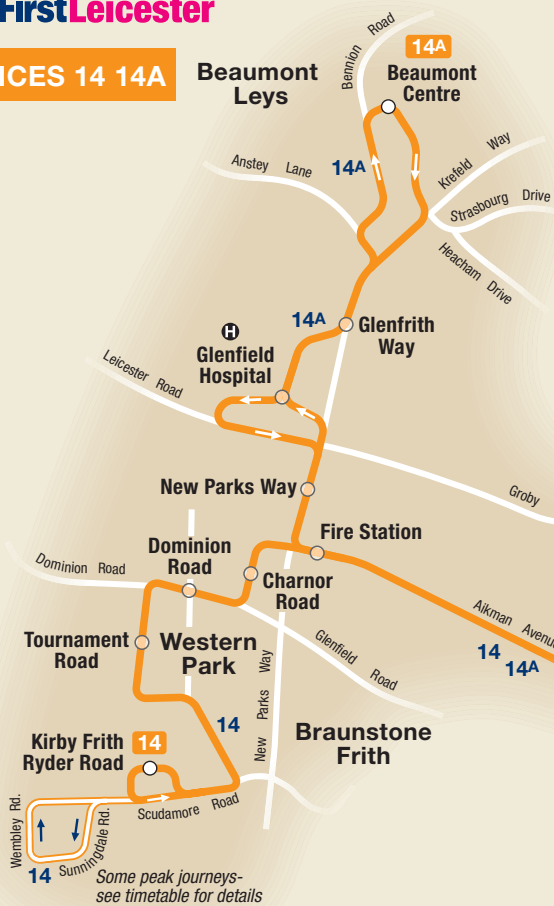 FirstLeicester
ICES 14 14A
Beaumont
Leys
Bennion Road
14A
Beaumont
Centre
Anstey Lane
14A
Krefeld Way
Strasbourg Drive
Heacham Drive
14A
Glenfrith
Way
H
Glenfield
Hospital
Leicester Road
New Parks Way
Groby
Fire Station
Dominion
Road
Dominion Road
Charnor
Road
Aikman Avenu
14
14A
Tournament
Road
Western
Park
Glenfield Road
New Parks Way
14
Braunstone
Frith
Kirby Frith
Ryder Road
14
Scudamore Road
Wembley Rd.
Sunningdale Rd.
14
Some peak journeys-
see timetable for details